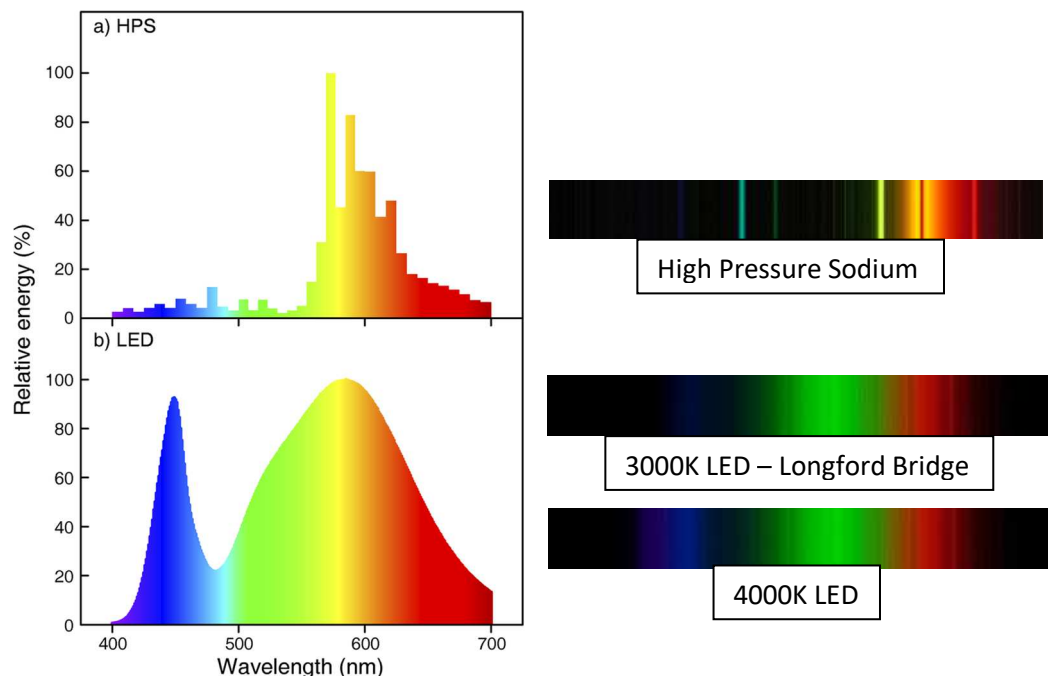 a) HPS
100
80
60
40
20
0
b) LED
100
80
60
40
20
0
400 500 600 700
Wavelength (nm)
Relative energy (%)
High Pressure Sodium
3000K LED – Longford Bridge
4000K LED